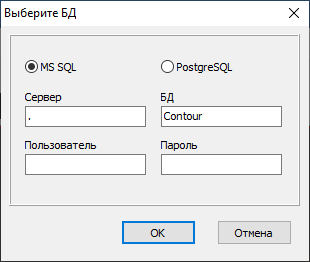 Выберите БД
MS SQL PostgreSQL
Сервер БД
. Contour
Пользователь Пароль
OK Отмена